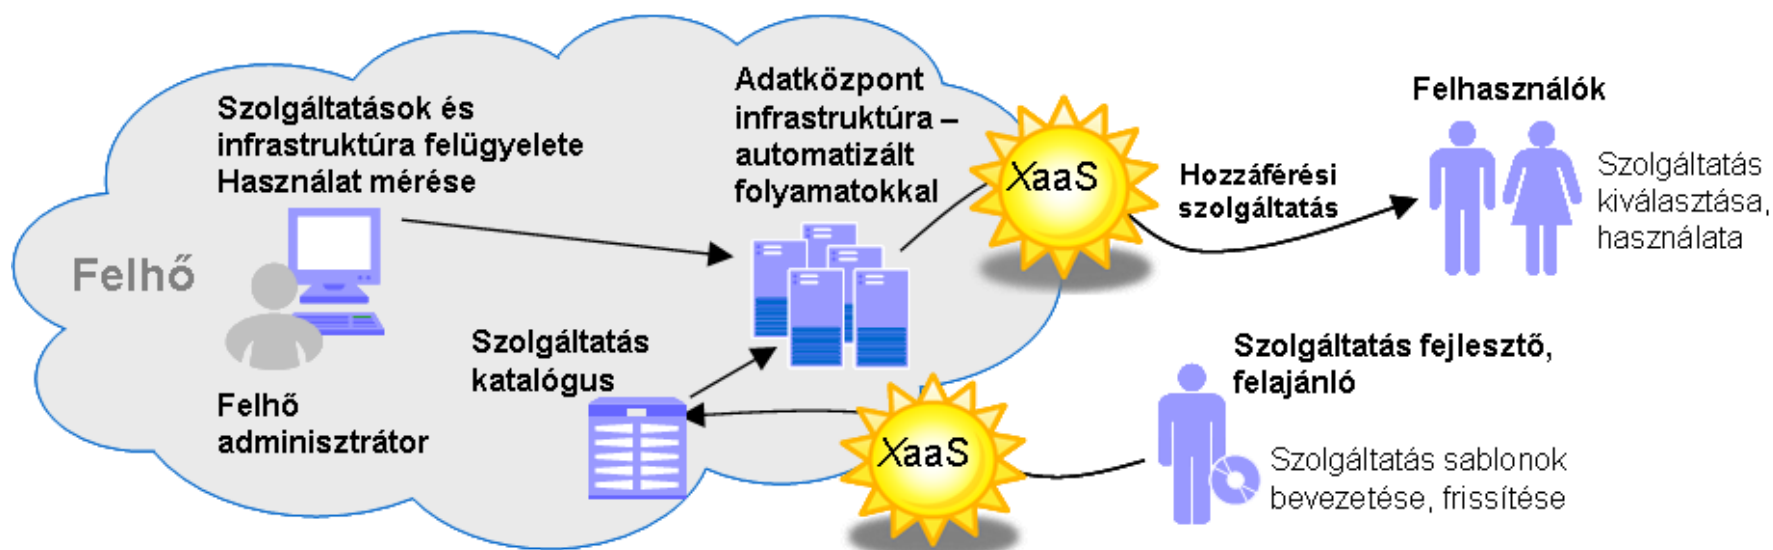 Szolgáltatások és
infrastruktúra felügyelete
Használat mérése
Felhő
Felhő
adminisztrátor
Szolgáltatás
katalógus
Adatközpont
infrastruktúra –
automatizált
folyamatokkal
XaaS
Hozzáférési
szolgáltatás
Felhasználók
Szolgáltatás
kiválasztása,
használata
XaaS
Szolgáltatás fejlesztő,
felajánló
Szolgáltatás sablonok
bevezetése, frissítése